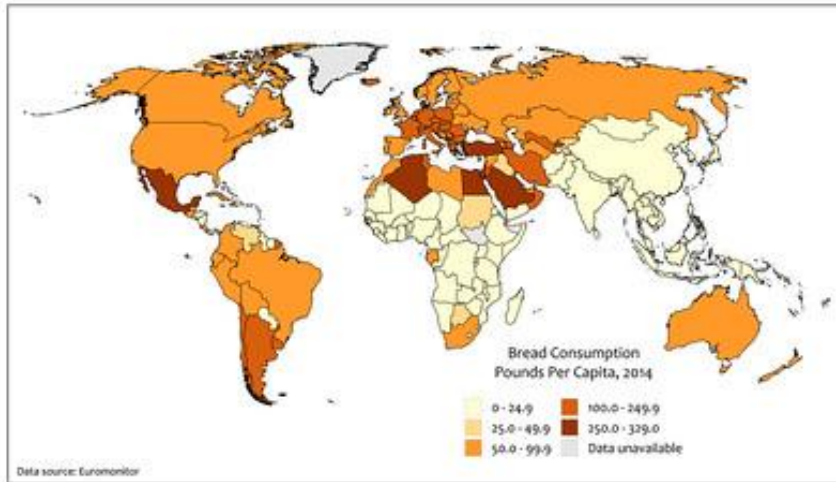 Bread Consumption
Pounds Per Capita, 2014
0 - 24.9
25.0 - 49.9
50.0 - 99.9
100.0 - 249.9
250.0 - 329.0
Data unavailable
Data source: Euromonitor